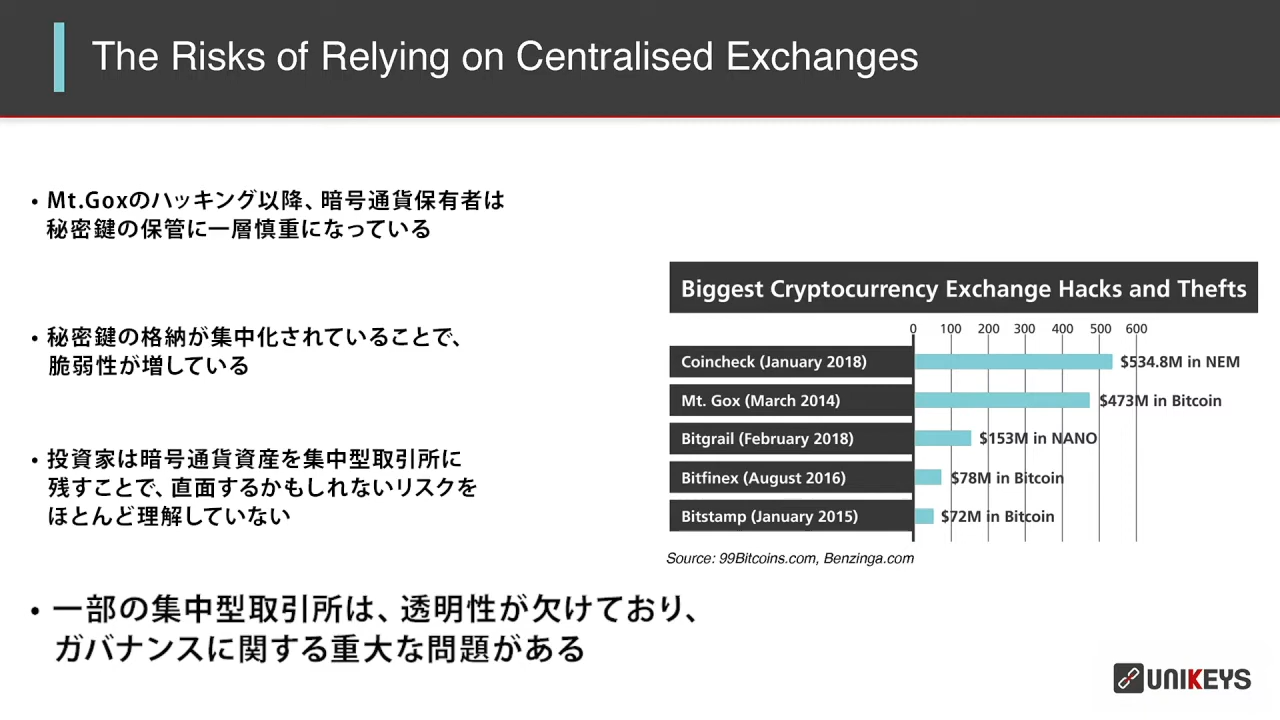 The Risks of Relying on Centralised Exchanges
• Mt.Goxのハッキング以降、暗号通貨保有者は
秘密鍵の保管に一層慎重になっている
• 秘密鍵の格納が集中化されていることで、
脆弱性が増している
• 投資家は暗号通貨資産を集中型取引所に
残すことで、直面するかもしれないリスクを
ほとんど理解していない
• 一部の集中型取引所は、透明性が欠けており、
ガバナンスに関する重大な問題がある
Biggest Cryptocurrency Exchange Hacks and Thefts
0 100 200 300 400 500 600
Coincheck (January 2018) $534.8M in NEM
Mt. Gox (March 2014) $473M in Bitcoin
Bitgrail (February 2018) $153M in NANO
Bitfinex (August 2016) $78M in Bitcoin
Bitstamp (January 2015) $72M in Bitcoin
Source: 99Bitcoins.com, Benzinga.com
UNIKEYS